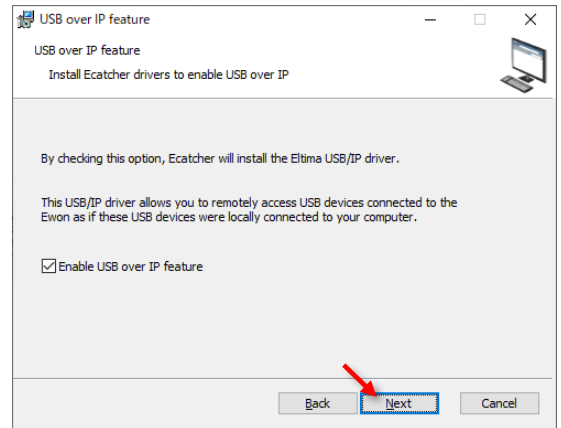 USB over IP feature
USB over IP feature
Install Ecatcher drivers to enable USB over IP
By checking this option, Ecatcher will install the Eltima USB/IP driver.
This USB/IP driver allows you to remotely access USB devices connected to the
Ewon as if these USB devices were locally connected to your computer.
Enable USB over IP feature
Back Next Cancel